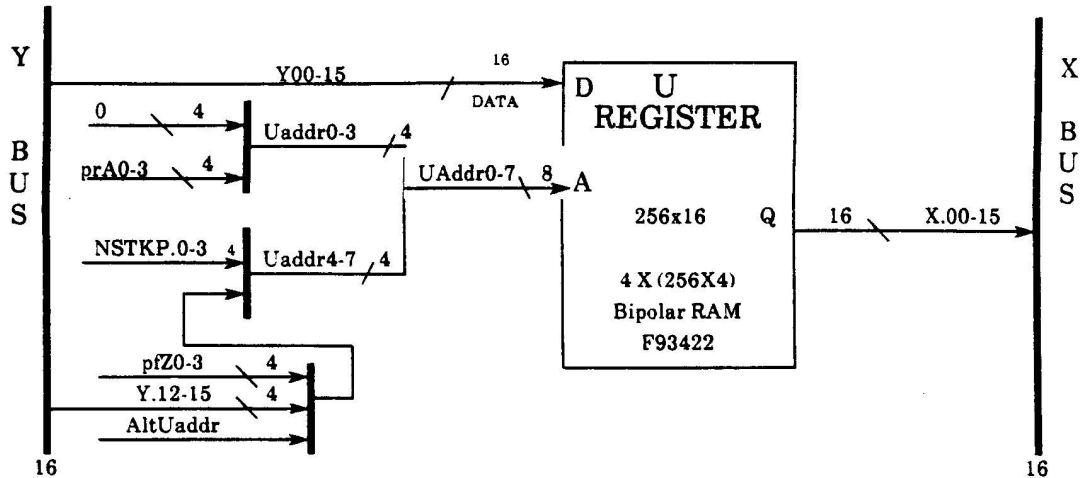 Y
BUS
16
Y00-15
16
DATA
0
4
prA0-3
4
Uaddr0-3
4
NSTKP.0-3
4
Uaddr4-7
4
UAddr0-7
8
pfZ0-3
4
Y.12-15
4
AltUaddr
D
U
REGISTER
A
256x16
Q
4 X (256X4)
Bipolar RAM
F93422
16
X.00-15
X
BUS
16